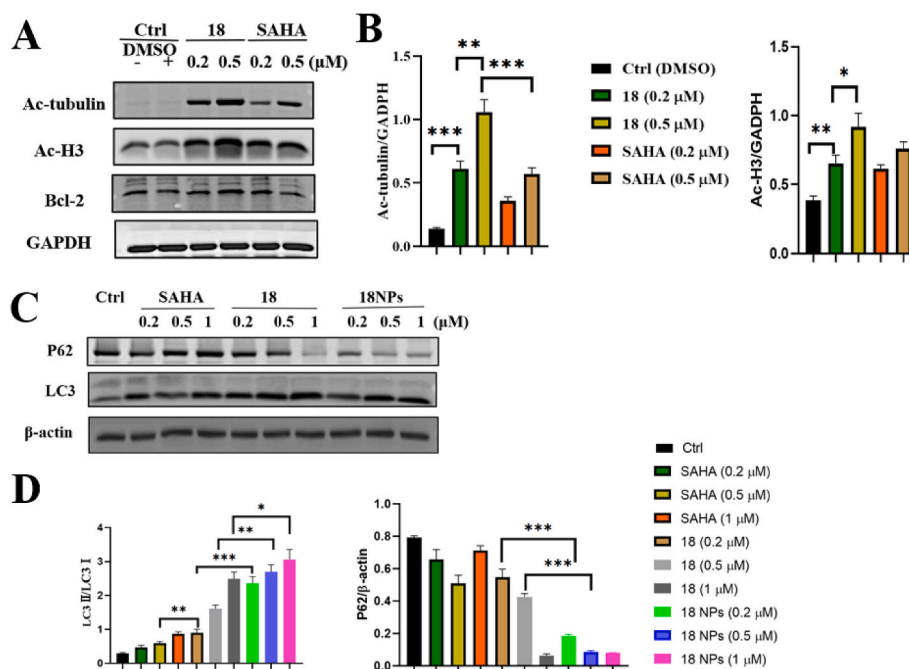 A
Ctrl 18 SAHA
DMSO
- + 0.2 0.5 0.2 0.5 (μM)
Ac-tubulin
Ac-H3
Bcl-2
GAPDH
B
Ac-tubulin/GADPH
1.5
1.0
0.5
0.0
***
**
***
Ctrl (DMSO)
18 (0.2 μM)
18 (0.5 μM)
SAHA (0.2 μM)
SAHA (0.5 μM)
Ac-H3/GADPH
1.5
1.0
0.5
0.0
**
*
C
Ctrl SAHA 18 18NPs
0.2 0.5 1 0.2 0.5 1 0.2 0.5 1 (μM)
P62
LC3
β-actin
D
LC3 II/LC3 I
4
3
2
1
0
**
***
**
*
P62/β-actin
0.8
0.6
0.4
0.2
0.0
***
***
Ctrl
SAHA (0.2 μM)
SAHA (0.5 μM)
SAHA (1 μM)
18 (0.2 μM)
18 (0.5 μM)
18 (1 μM)
18 NPs (0.2 μM)
18 NPs (0.5 μM)
18 NPs (1 μM)